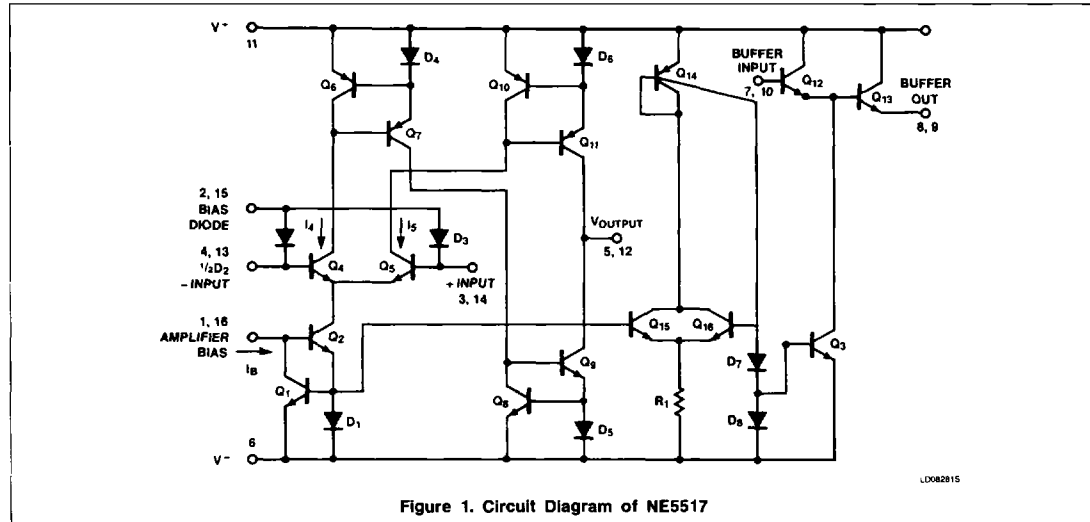 V+
11
D4
D6
Q14
BUFFER
INPUT
7, 10
Q12
Q13
BUFFER
OUT
8, 9
Q6
Q10
Q7
Q11
2, 15
BIAS
DIODE
I4
I5
D3
VOUTPUT
5, 12
4, 13
1/2D2
–INPUT
Q4
Q5
+INPUT
3, 14
1, 16
AMPLIFIER
BIAS
IB
Q2
Q15
Q16
Q3
D7
Q1
D1
Q9
Q8
D5
R1
D8
6
V–
LD08281S
Figure 1. Circuit Diagram of NE5517